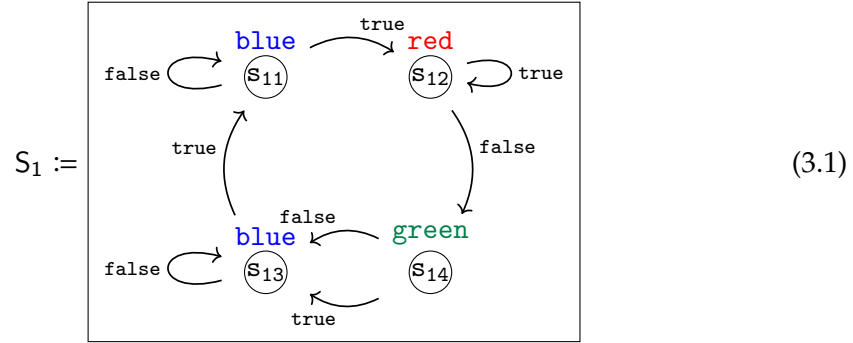 true
blue red
false s₁₁ s₁₂ true
S₁ := true false (3.1)
false
blue green
false s₁₃ s₁₄
true